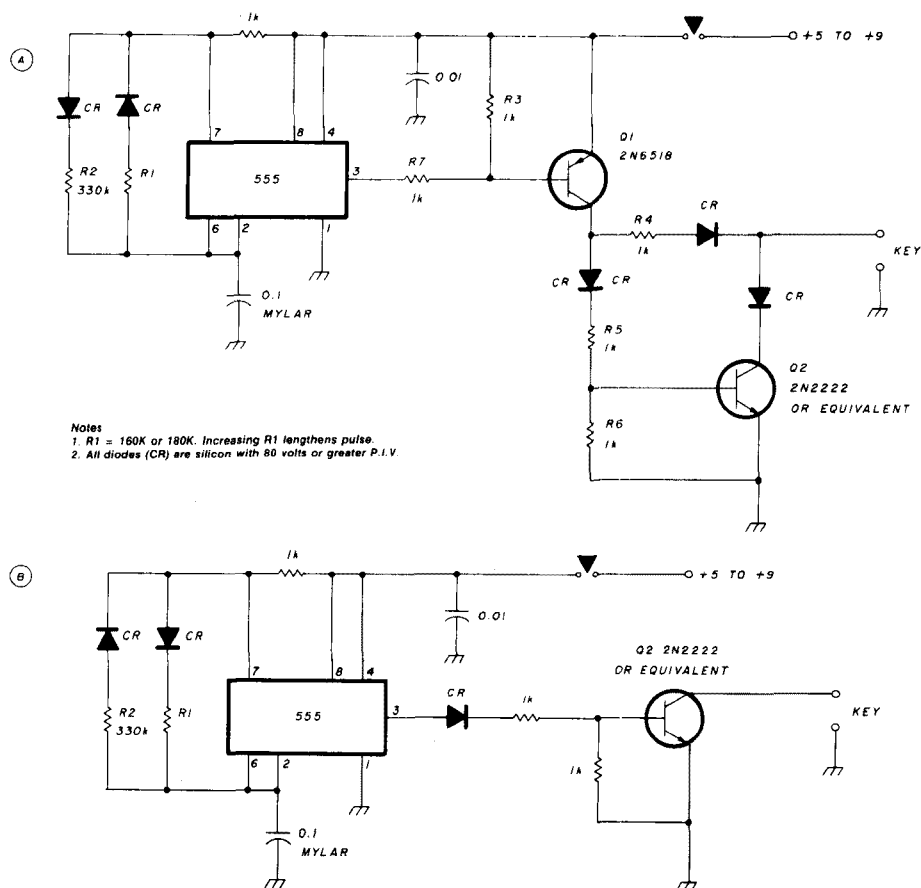 1k
+5 TO +9
A
CR
CR
0.01
R3
1k
Q1
2N6518
7
8
4
R2
330k
R1
555
3
R7
1k
R4
1k
CR
6
2
1
KEY
CR
CR
CR
0.1
MYLAR
R5
1k
Q2
2N2222
OR EQUIVALENT
R6
1k
Notes
1. R1 = 160K or 180K. Increasing R1 lengthens pulse.
2. All diodes (CR) are silicon with 80 volts or greater P.I.V.
1k
B
+5 TO +9
0.01
CR
CR
7
8
4
Q2 2N2222
OR EQUIVALENT
R2
330k
R1
555
3
CR
1k
KEY
6
2
1
1k
0.1
MYLAR